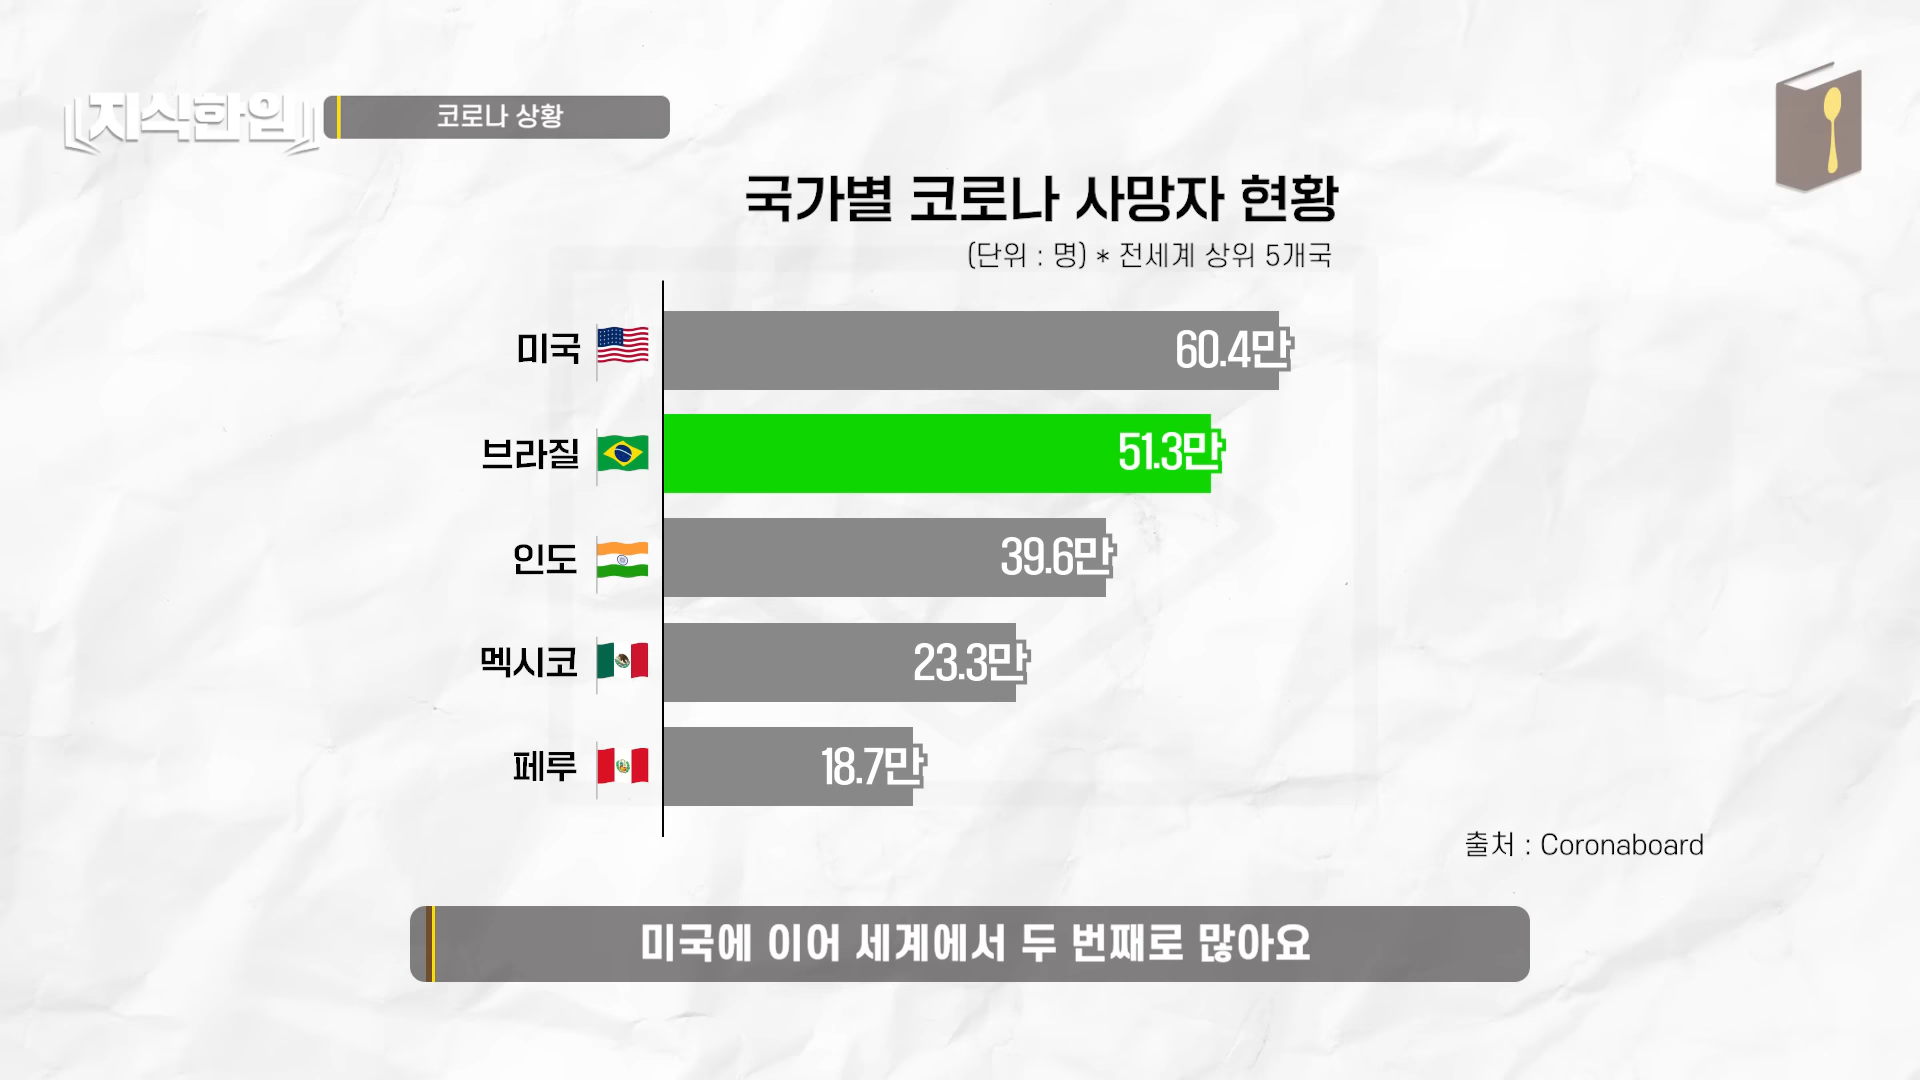 지식한입
코로나 상황
국가별 코로나 사망자 현황
(단위 : 명) * 전세계 상위 5개국
미국 60.4만
브라질 51.3만
인도 39.6만
멕시코 23.3만
페루 18.7만
출처 : Coronaboard
미국에 이어 세계에서 두 번째로 많아요